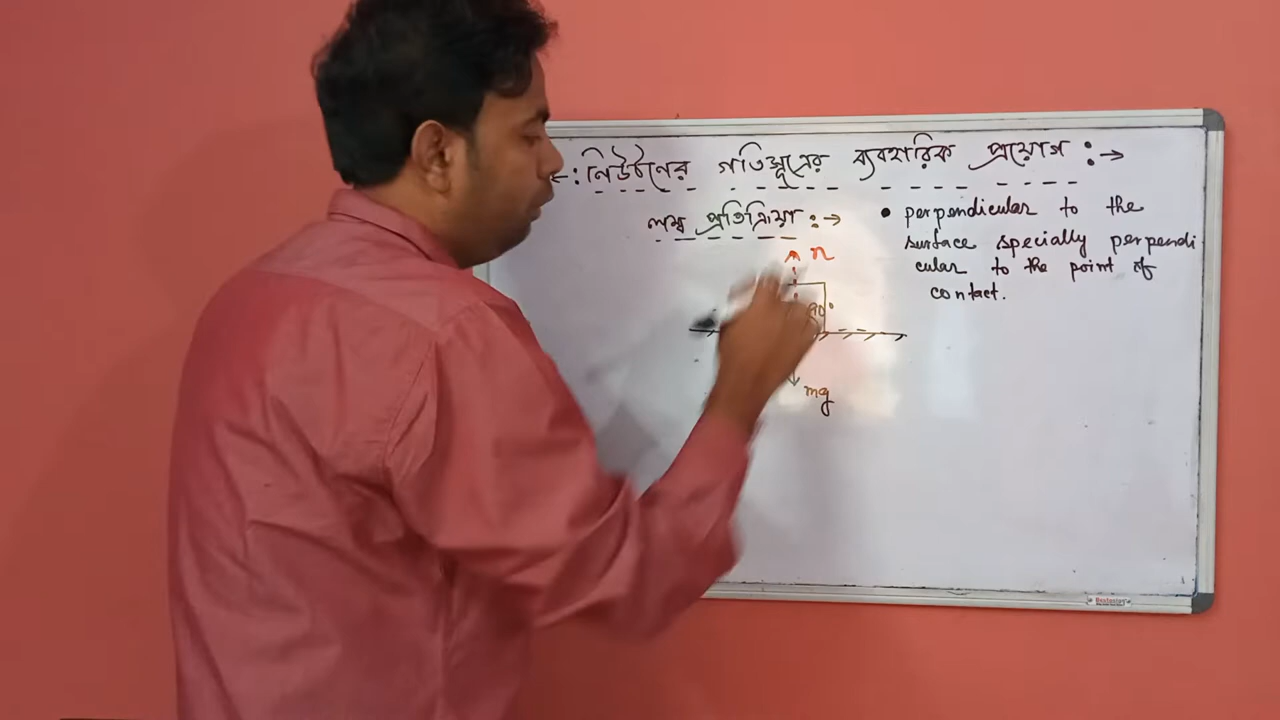 ←: নিউটনের গতিসূত্রের ব্যবহারিক প্রয়োগ :→
লম্ব প্রতিক্রিয়া :→
• perpendicular to the
surface specially perpendi
cular to the point of
contact.
n
90°
mg